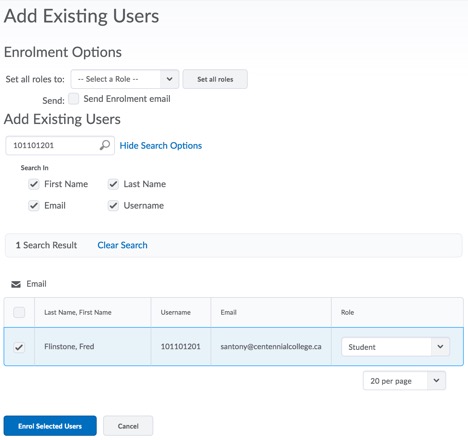 Add Existing Users
Enrolment Options
Set all roles to: -- Select a Role -- Set all roles
Send: Send Enrolment email
Add Existing Users
101101201 Hide Search Options
Search In
First Name Last Name
Email Username
1 Search Result Clear Search
Email
Last Name, First Name Username Email Role
Flinstone, Fred 101101201 santony@centennialcollege.ca Student
20 per page
Enrol Selected Users Cancel